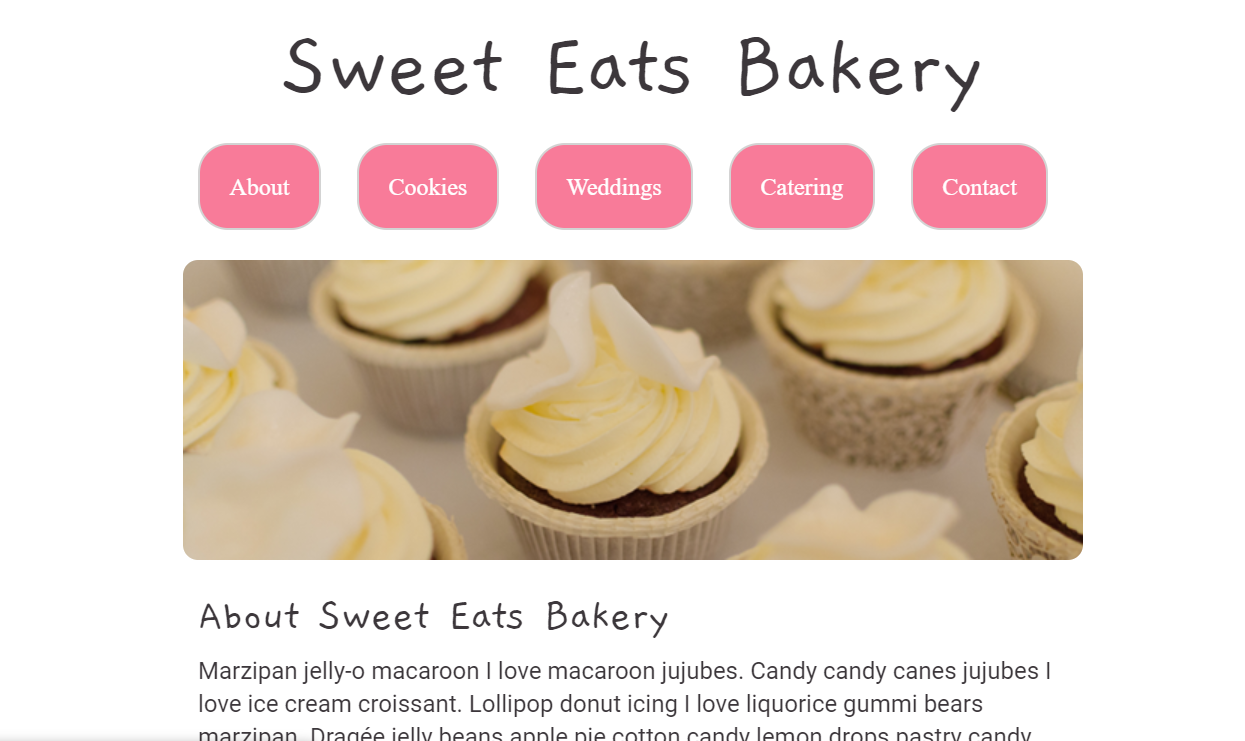 Sweet Eats Bakery
About Cookies Weddings Catering Contact
About Sweet Eats Bakery
Marzipan jelly-o macaroon I love macaroon jujubes. Candy candy canes jujubes I
love ice cream croissant. Lollipop donut icing I love liquorice gummi bears
marzipan. Dragée jelly beans apple pie cotton candy lemon drops pastry candy